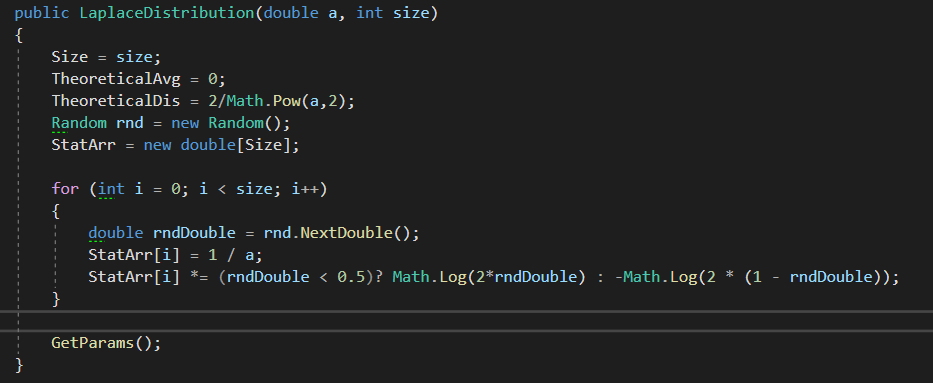 public LaplaceDistribution(double a, int size)
{
Size = size;
TheoreticalAvg = 0;
TheoreticalDis = 2/Math.Pow(a,2);
Random rnd = new Random();
StatArr = new double[Size];
for (int i = 0; i < size; i++)
{
double rndDouble = rnd.NextDouble();
StatArr[i] = 1 / a;
StatArr[i] *= (rndDouble < 0.5)? Math.Log(2*rndDouble) : -Math.Log(2 * (1 - rndDouble));
}
GetParams();
}